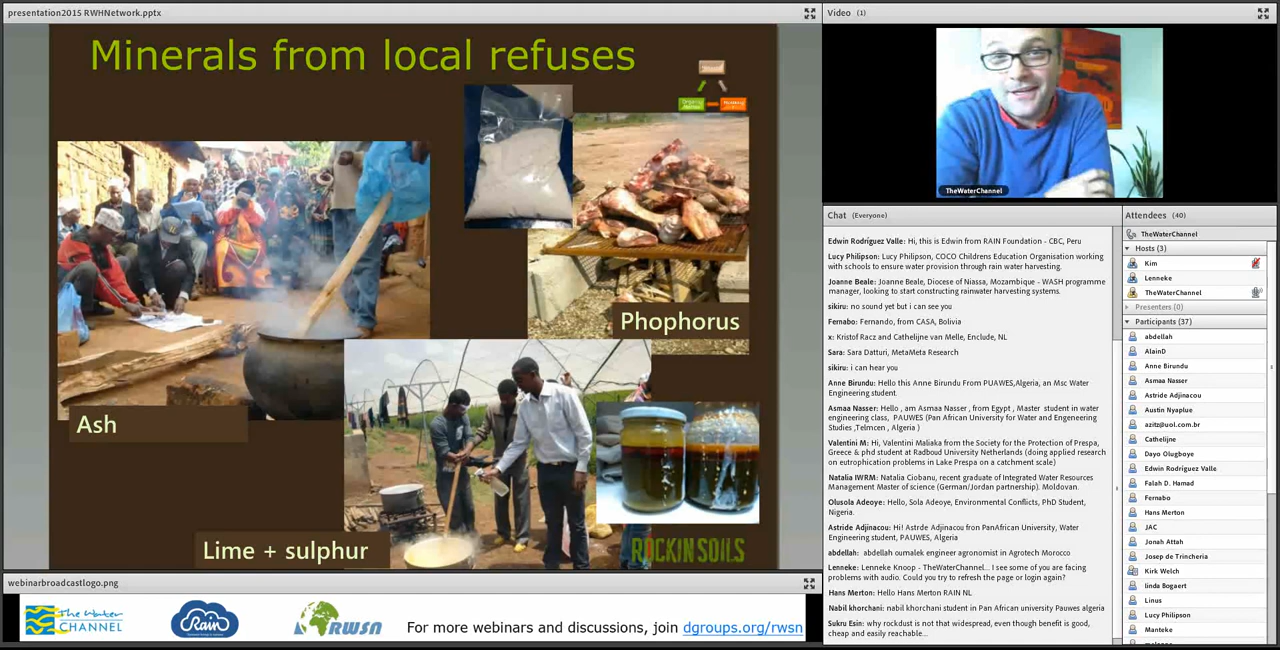 presentation2015 RWHNetwork.pptx
Minerals from local refuses
Phophorus
Ash
Lime + sulphur
ROCKIN SOILS
webinarbroadcastlogo.png
The Water
CHANNEL
Rain
RWSN
For more webinars and discussions, join dgroups.org/rwsn
Video (1)
TheWaterChannel
Chat (Everyone)
Edwin Rodríguez Valle: Hi, this is Edwin from RAIN Foundation - CBC, Peru
Lucy Philipson: Lucy Philipson, COCO Childrens Education Organisation working
with schools to ensure water provision through rain water harvesting.
Joanne Beale: Joanne Beale, Diocese of Niassa, Mozambique - WASH programme
manager, looking to start constructing rainwater harvesting systems.
sikiru: no sound yet but i can see you
Fernabo: Fernando, from CASA, Bolivia
x: Kristof Racz and Cathelijne van Melle, Enclude, NL
Sara: Sara Datturi, MetaMeta Research
sikiru: i can hear you
Anne Birundu: Hello this Anne Birundu From PUAWES,Algeria, an Msc Water
Engineering student.
Asmaa Nasser: Hello , am Asmaa Nasser , from Egypt , Master student in water
engineering class, PAUWES (Pan African University for Water and Engeneering
Studies ,Telmcen , Algeria )
Valentini M: Hi, Valentini Maliaka from the Society for the Protection of Prespa,
Greece & phd student at Radboud University Netherlands (doing applied research
on eutrophication problems in Lake Prespa on a catchment scale)
Natalia IWRM: Natalia Ciobanu, recent graduate of Integrated Water Resources
Management Master of science (German/Jordan partnership). Moldovan.
Olusola Adeoye: Hello, Sola Adeoye, Environmental Conflicts, PhD Student,
Nigeria.
Astride Adjinacou: Hi! Astrde Adjinacou fron PanAfrican University, Water
Engineering student, PAUWES, Algeria
abdellah: abdellah oumalek engineer agronomist in Agrotech Morocco
Lenneke: Lenneke Knoop - TheWaterChannel... I see some of you are facing
problems with audio. Could you try to refresh the page or login again?
Hans Merton: Hello Hans Merton RAIN NL
Nabil khorchani: nabil khorchani student in Pan African university Pauwes algeria
Sukru Esin: why rockdust is not that widespread, even though benefit is good,
cheap and easily reachable...
Attendees (40)
TheWaterChannel
Hosts (3)
Kim
Lenneke
TheWaterChannel
Presenters (0)
Participants (37)
abdellah
AlainD
Anne Birundu
Asmaa Nasser
Astride Adjinacou
Austin Nyaplue
azitz@uol.com.br
Cathelijne
Dayo Olugboye
Edwin Rodríguez Valle
Falah D. Hamad
Fernabo
Hans Merton
JAC
Jonah Attah
Josep de Trincheria
Kirk Welch
linda Bogaert
Linus
Lucy Philipson
Manteke